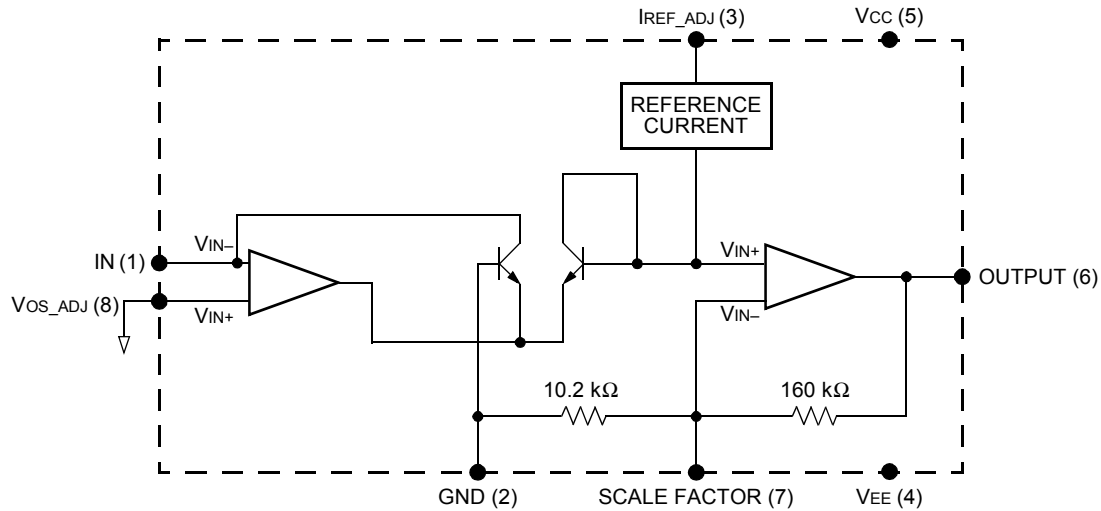 IREF_ADJ (3)
VCC (5)
REFERENCE
CURRENT
VIN–
IN (1)
VOS_ADJ (8)
VIN+
VIN+
VIN–
OUTPUT (6)
10.2 kΩ
160 kΩ
GND (2)
SCALE FACTOR (7)
VEE (4)